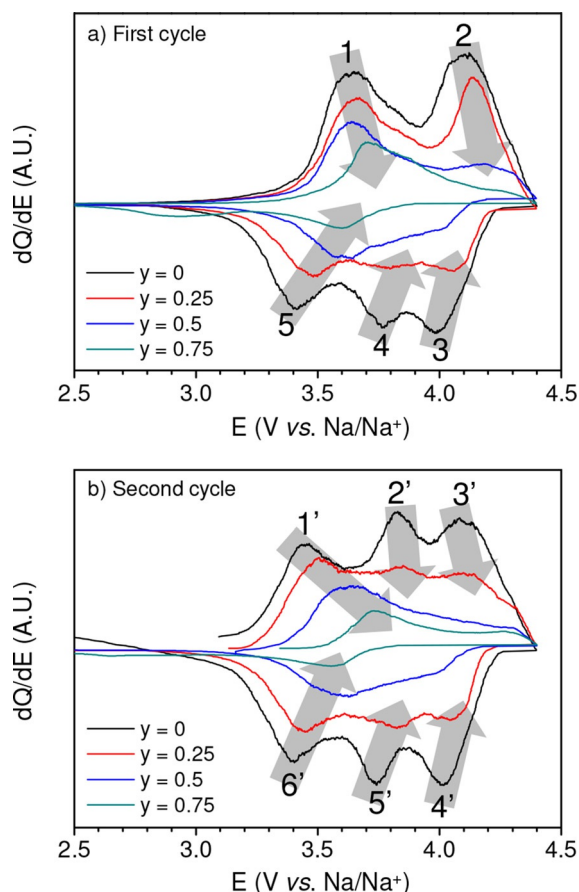 a) First cycle
1
2
dQ/dE (A.U.)
y = 0
y = 0.25
y = 0.5
y = 0.75
5
4
3
2.5 3.0 3.5 4.0 4.5
E (V vs. Na/Na⁺)
b) Second cycle
1’
2’
3’
dQ/dE (A.U.)
y = 0
y = 0.25
y = 0.5
y = 0.75
6’
5’
4’
2.5 3.0 3.5 4.0 4.5
E (V vs. Na/Na⁺)